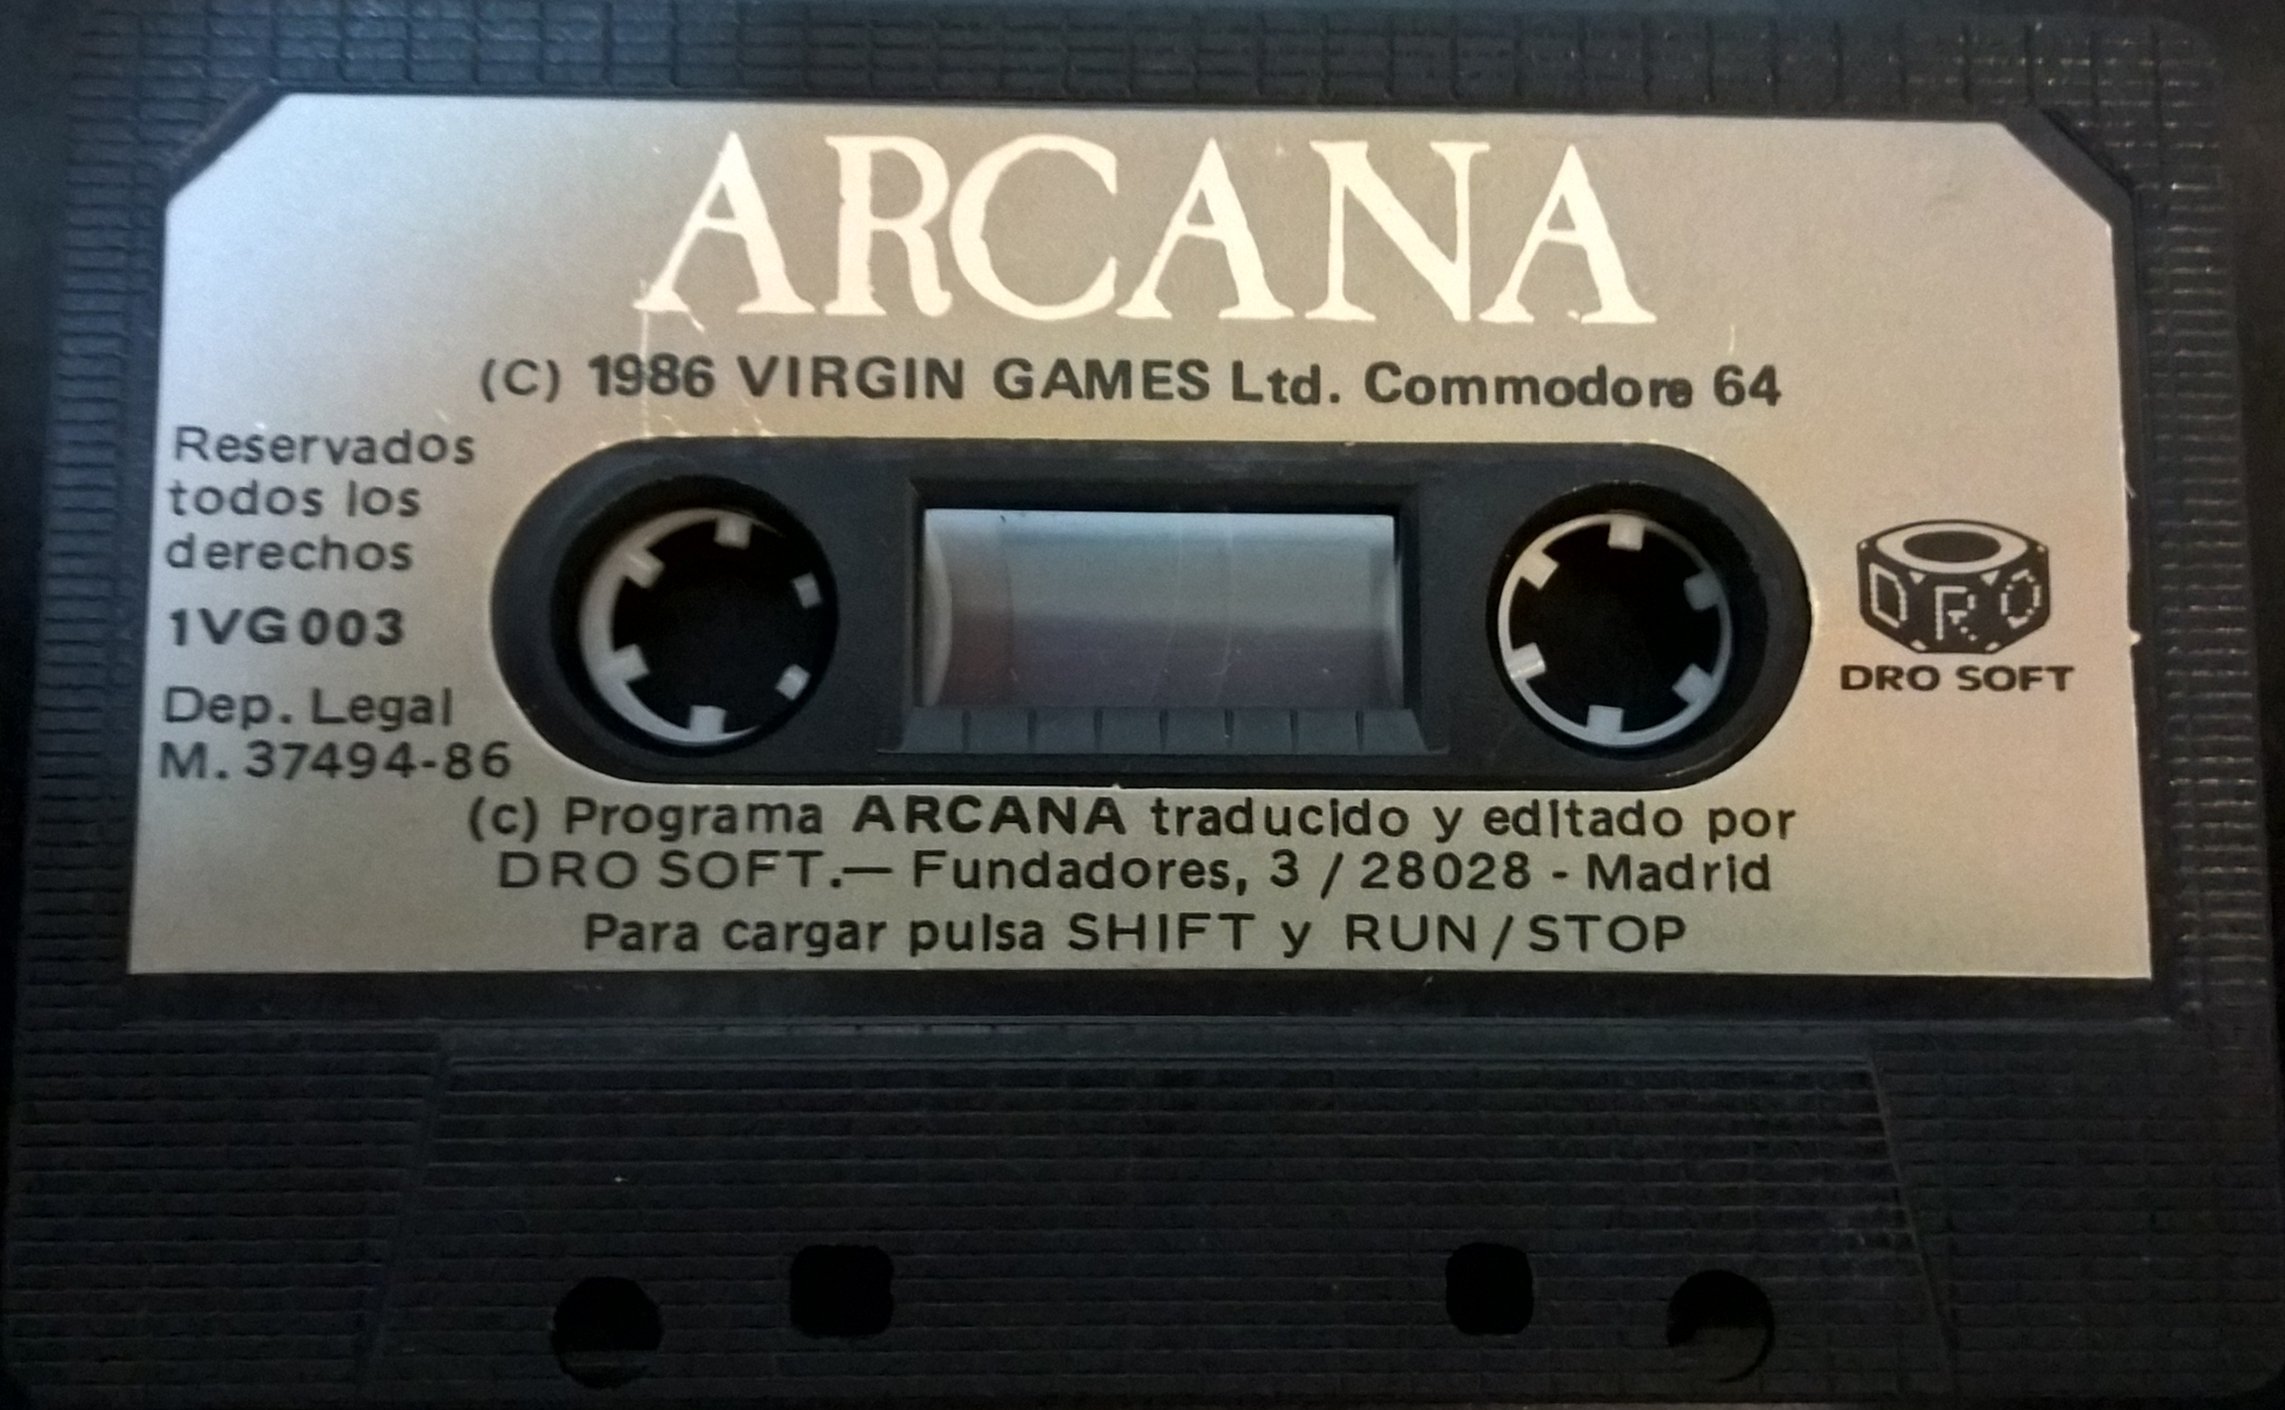 ARCANA
(C) 1986 VIRGIN GAMES Ltd. Commodore 64
Reservados
todos los
derechos
1VG003
Dep. Legal
M. 37494-86
DRO
DRO SOFT
(c) Programa ARCANA traducido y editado por
DRO SOFT.— Fundadores, 3 / 28028 - Madrid
Para cargar pulsa SHIFT y RUN/STOP